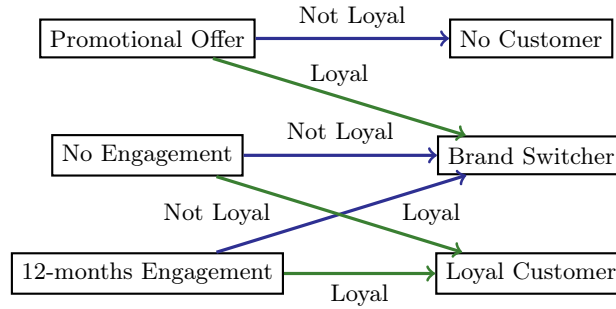 Not Loyal
Promotional Offer
No Customer
Loyal
Not Loyal
No Engagement
Brand Switcher
Not Loyal
Loyal
12-months Engagement
Loyal Customer
Loyal